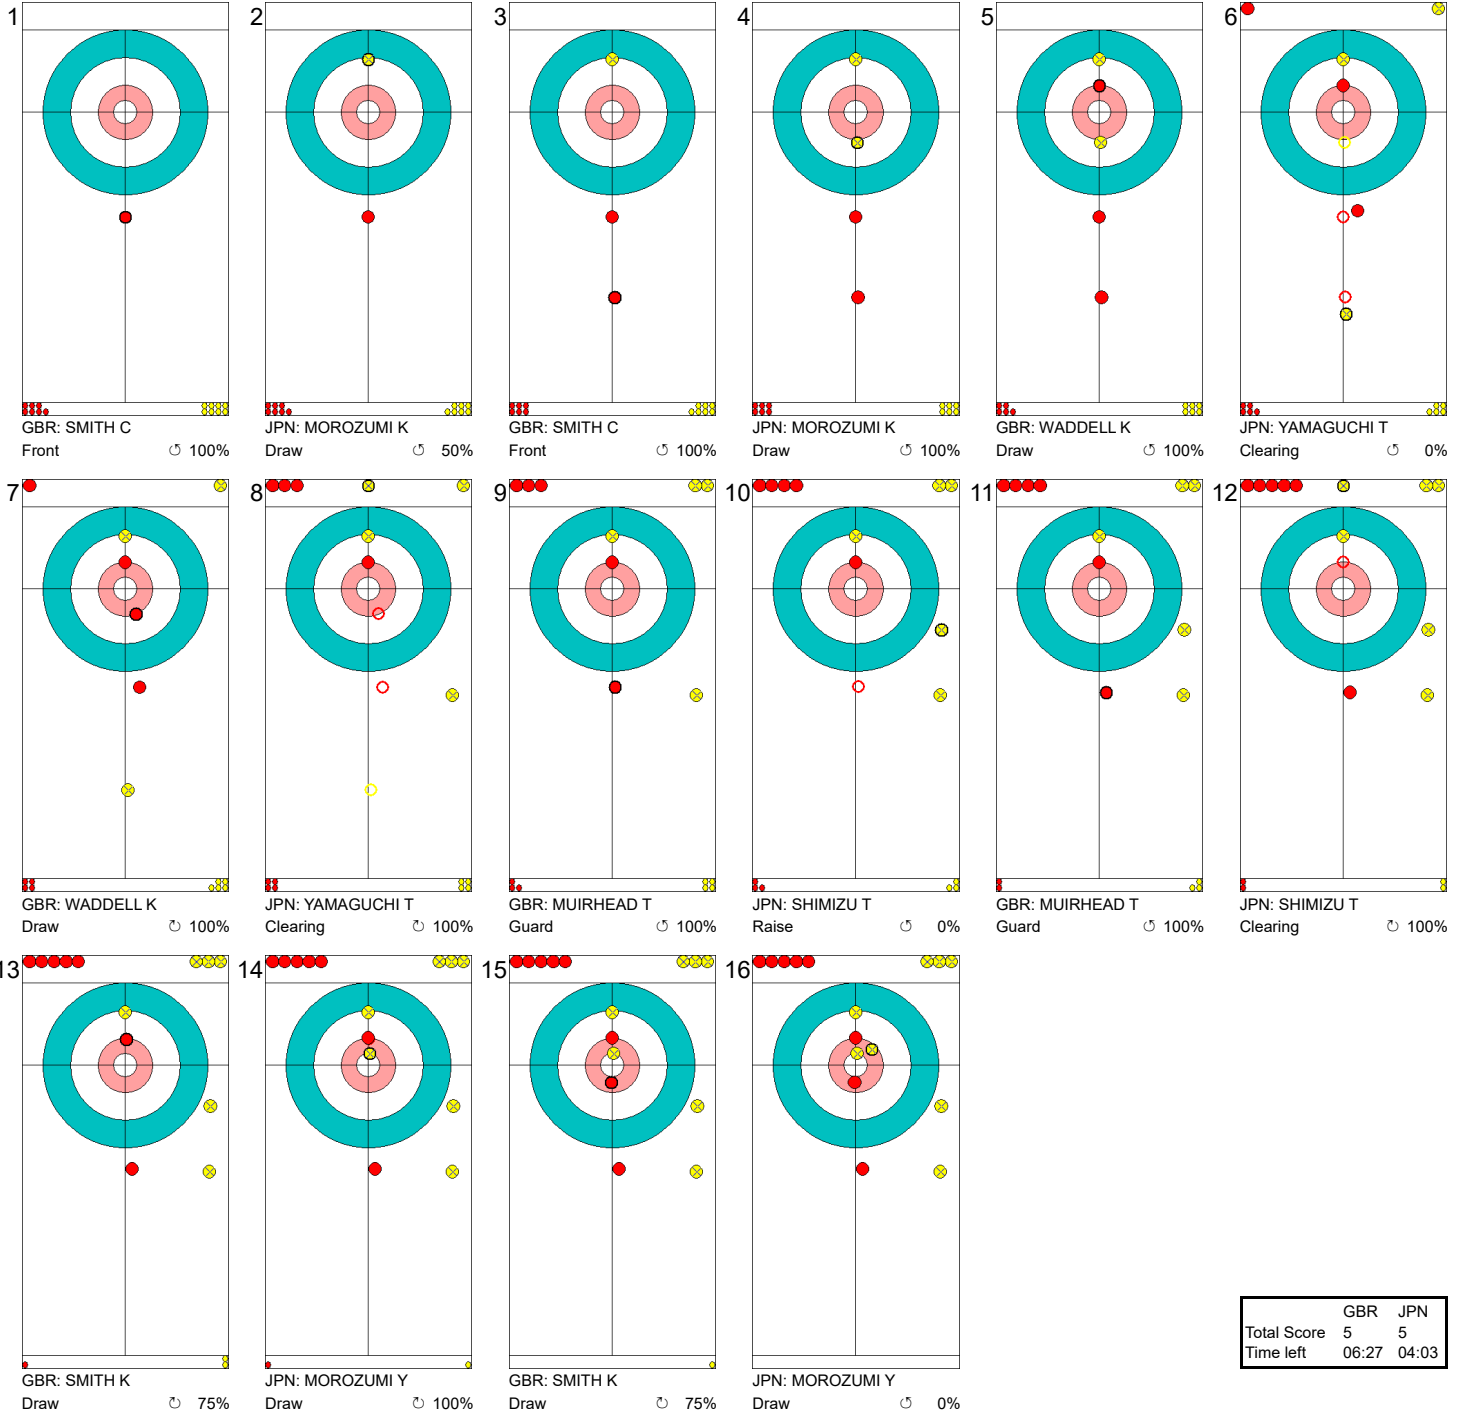 1 2 3 4 5 6
GBR: SMITH C JPN: MOROZUMI K GBR: SMITH C JPN: MOROZUMI K GBR: WADDELL K JPN: YAMAGUCHI T
Front ↺ 100% Draw ↺ 50% Front ↺ 100% Draw ↺ 100% Draw ↺ 100% Clearing ↺ 0%
7 8 9 10 11 12
GBR: WADDELL K JPN: YAMAGUCHI T GBR: MUIRHEAD T JPN: SHIMIZU T GBR: MUIRHEAD T JPN: SHIMIZU T
Draw ↻ 100% Clearing ↻ 100% Guard ↻ 100% Raise ↺ 0% Guard ↻ 100% Clearing ↻ 100%
13 14 15 16
GBR: SMITH K JPN: MOROZUMI Y GBR: SMITH K JPN: MOROZUMI Y
Draw ↻ 75% Draw ↻ 100% Draw ↻ 75% Draw ↺ 0%
GBR JPN
Total Score 5 5
Time left 06:27 04:03